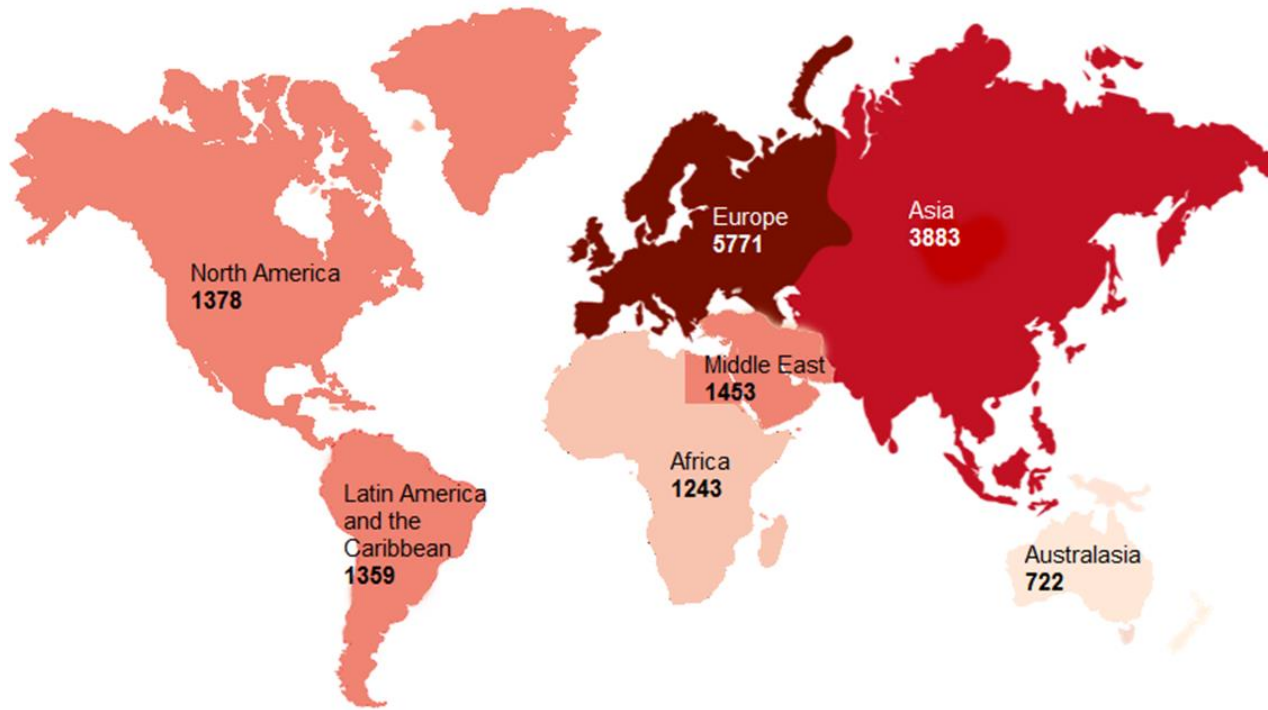 Europe
5771
Asia
3883
North America
1378
Middle East
1453
Africa
1243
Latin America
and the
Caribbean
1359
Australasia
722